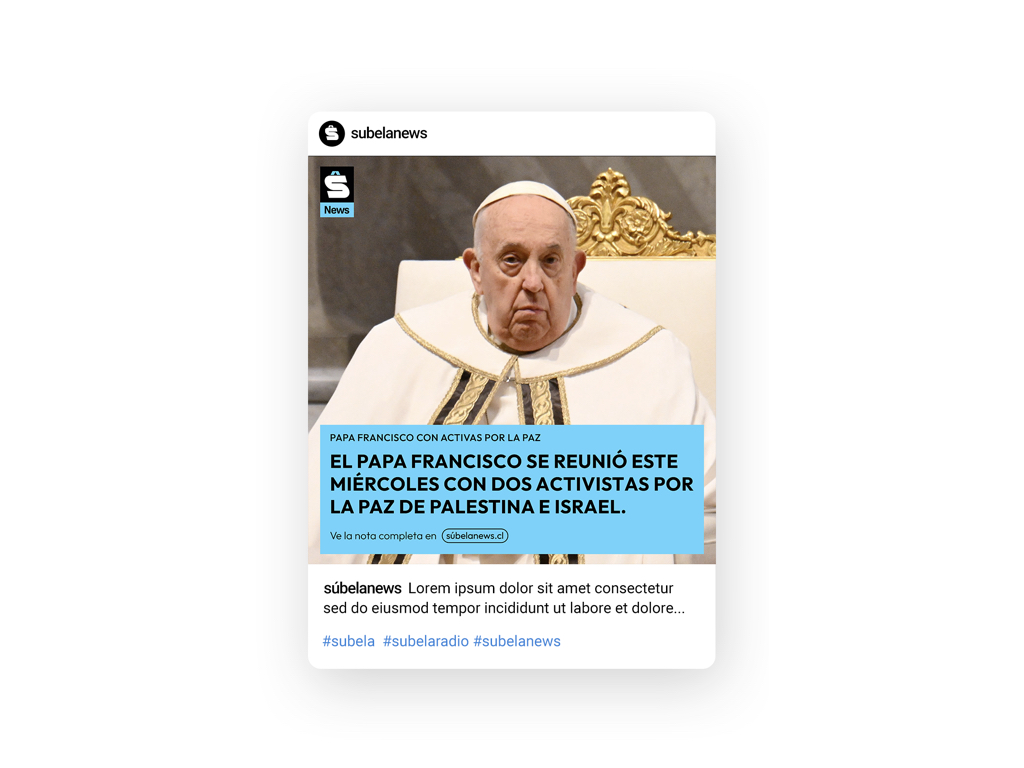 subelanews
S
News
PAPA FRANCISCO CON ACTIVAS POR LA PAZ
EL PAPA FRANCISCO SE REUNIÓ ESTE
MIÉRCOLES CON DOS ACTIVISTAS POR
LA PAZ DE PALESTINA E ISRAEL.
Ve la nota completa en súbelanews.cl
súbelanews Lorem ipsum dolor sit amet consectetur
sed do eiusmod tempor incididunt ut labore et dolore...
#subela #subelaradio #subelanews